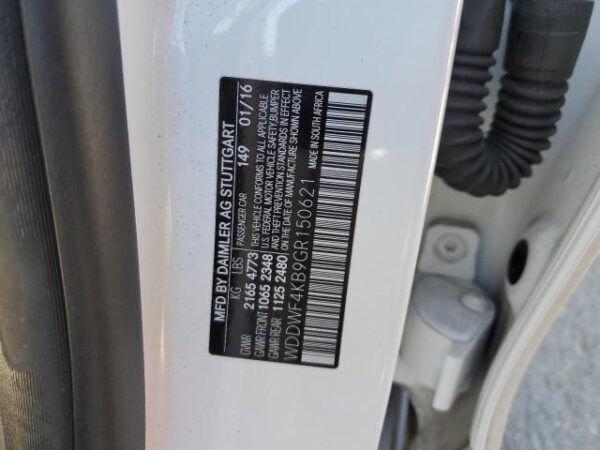 MFD BY DAIMLER AG STUTTGART
PASSENGER CAR 149 01/16
KG LBS
GVWR 2165 4773
GAWR FRONT 1065 2348
GAWR REAR 1125 2480
THIS VEHICLE CONFORMS TO ALL APPLICABLE
U.S. FEDERAL MOTOR VEHICLE SAFETY, BUMPER
AND THEFT PREVENTION STANDARDS IN EFFECT
ON THE DATE OF MANUFACTURE SHOWN ABOVE
WDDWF4KB9GR150621
MADE IN SOUTH AFRICA